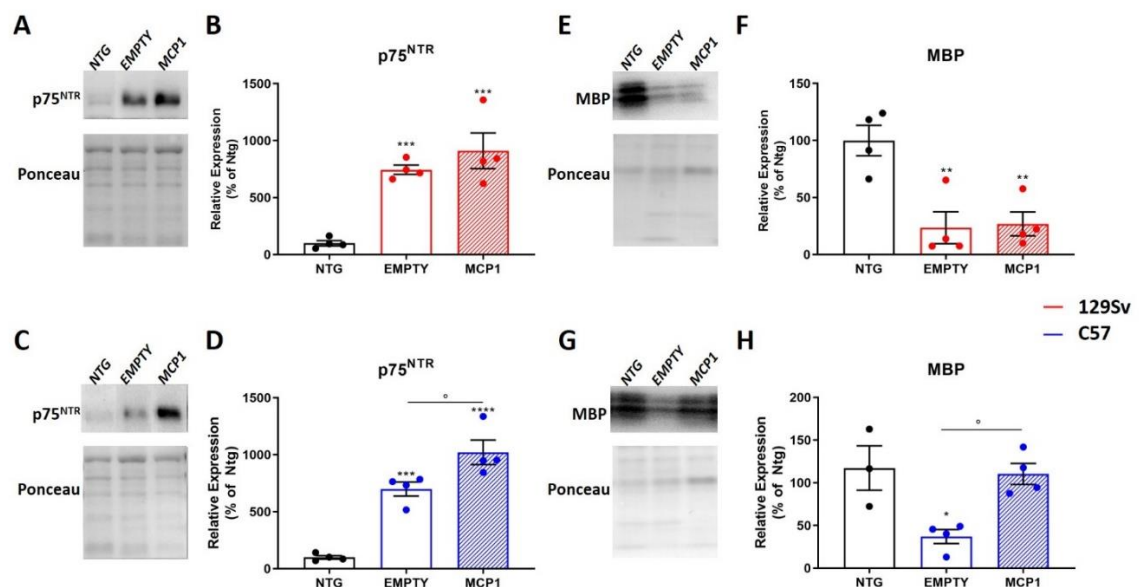 A
NTG EMPTY MCP1
p75NTR
Ponceau
B
p75NTR
Relative Expression
(% of Ntg)
1500
1000
500
0
***
***
NTG EMPTY MCP1
E
NTG EMPTY MCP1
MBP
Ponceau
F
MBP
Relative Expression
(% of Ntg)
150
100
50
0
**
**
NTG EMPTY MCP1
129Sv
C57
C
NTG EMPTY MCP1
p75NTR
Ponceau
D
p75NTR
Relative Expression
(% of Ntg)
1500
1000
500
0
°
***
****
NTG EMPTY MCP1
G
NTG EMPTY MCP1
MBP
Ponceau
H
MBP
Relative Expression
(% of Ntg)
200
150
100
50
0
°
*
NTG EMPTY MCP1